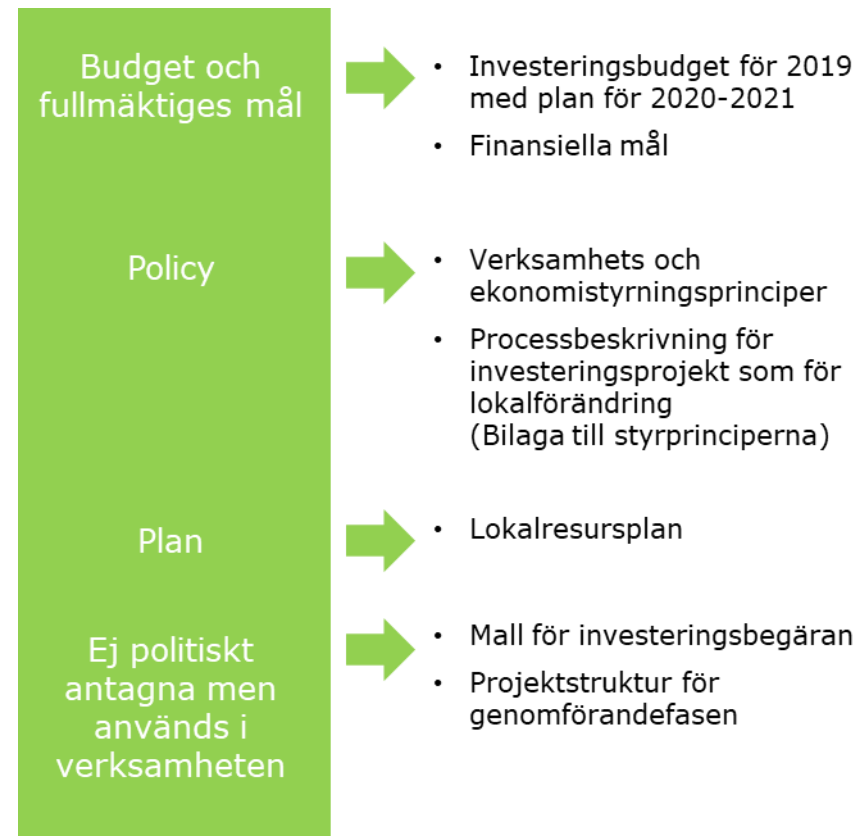 Budget och
fullmäktiges mål
• Investeringsbudget för 2019
med plan för 2020-2021
• Finansiella mål
Policy
• Verksamhets och
ekonomistyrningsprinciper
• Processbeskrivning för
investeringsprojekt som för
lokalförändring
(Bilaga till styrprinciperna)
Plan
• Lokalresursplan
Ej politiskt
antagna men
används i
verksamheten
• Mall för investeringsbegäran
• Projektstruktur för
genomförandefasen